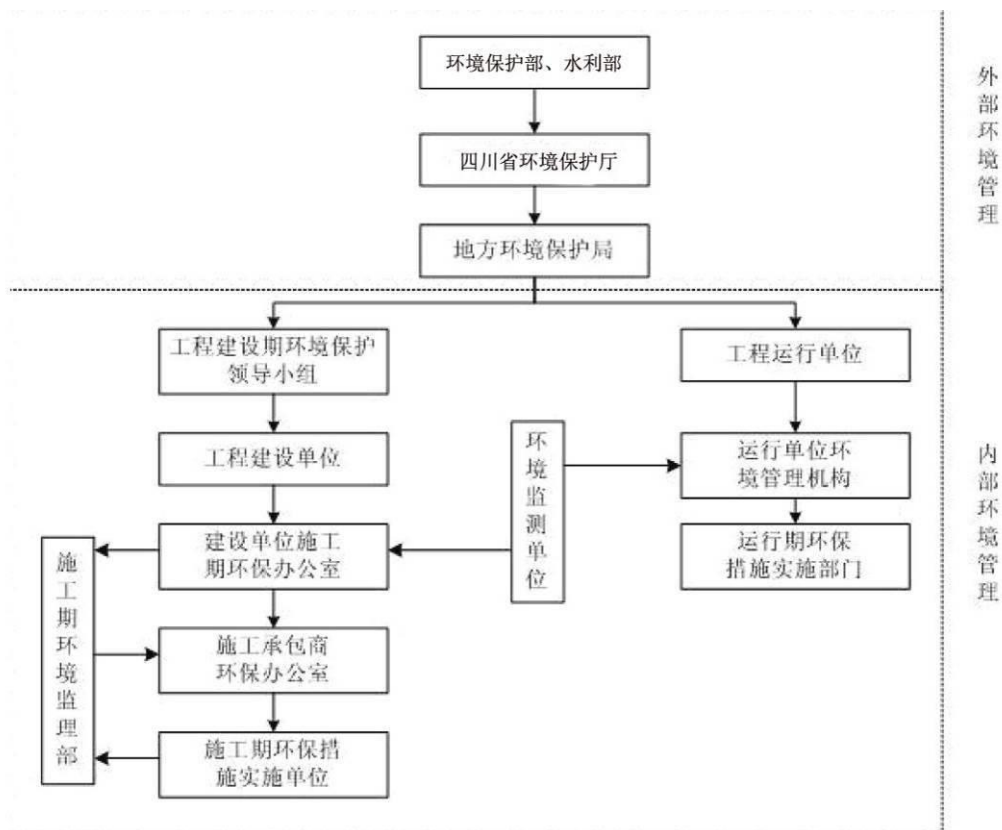 环境保护部、水利部
四川省环境保护厅
地方环境保护局
外部环境管理
工程建设期环境保护
领导小组
工程运行单位
工程建设单位
环境监测单位
运行单位环
境管理机构
建设单位施工
期环保办公室
运行期环保
措施实施部门
内部环境管理
施工期环境监理部
施工承包商
环保办公室
施工期环保措
施实施单位